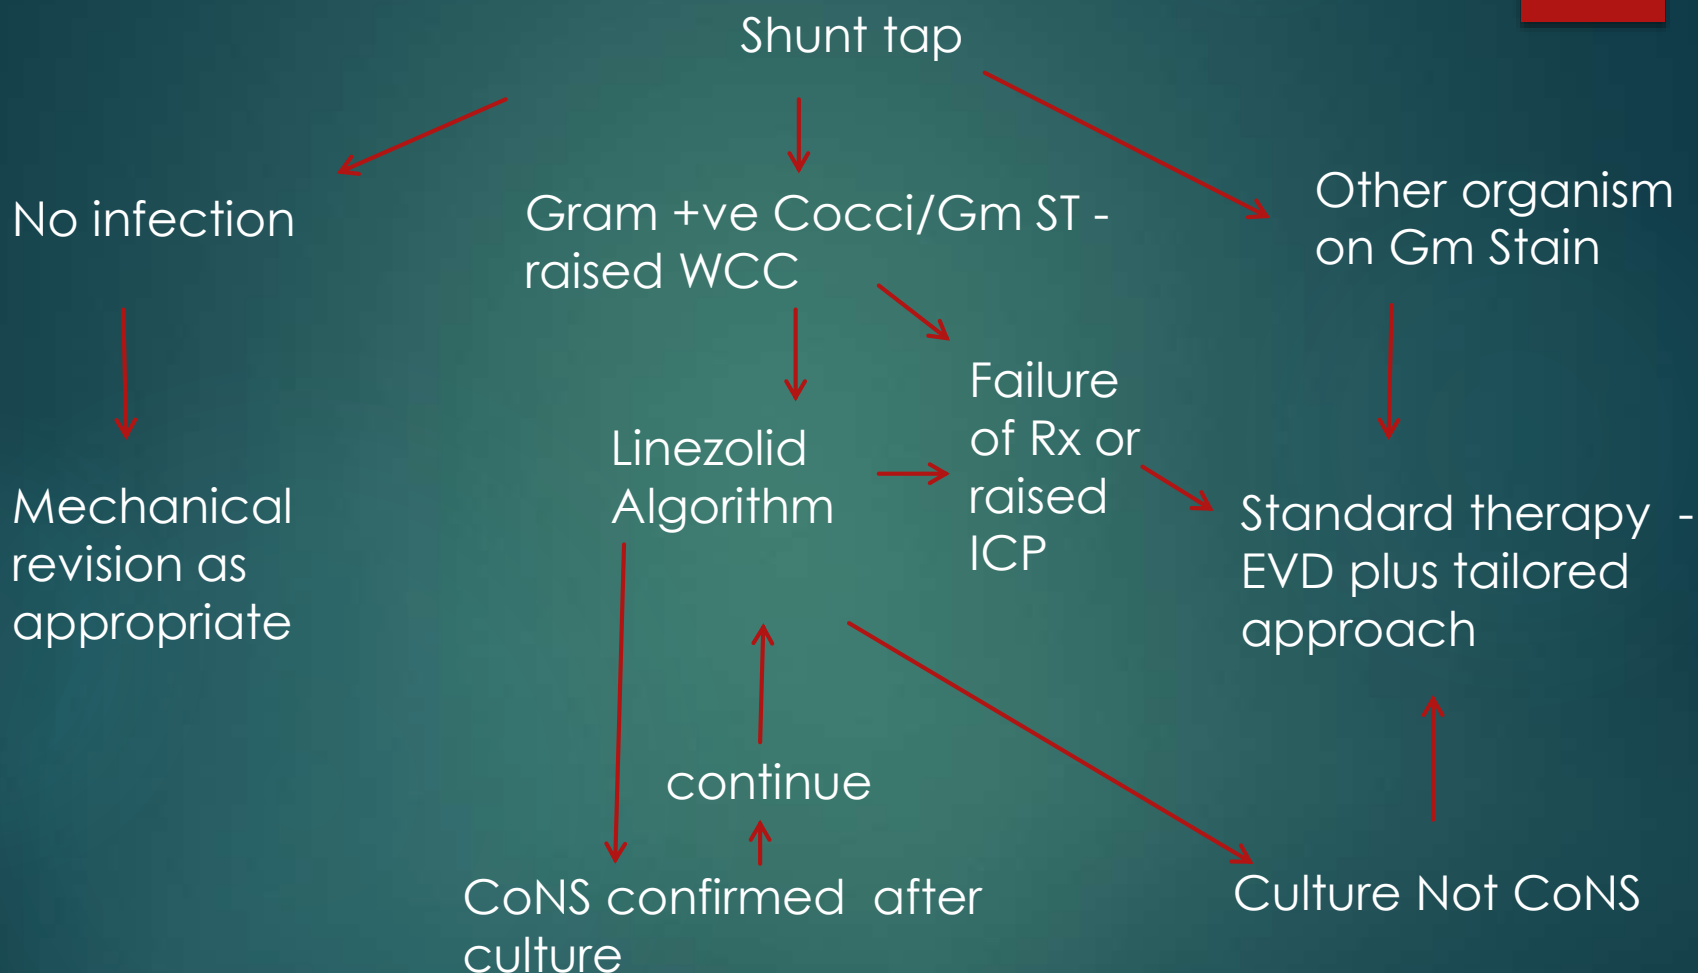 Shunt tap
No infection
Gram +ve Cocci/Gm ST -
raised WCC
Other organism
on Gm Stain
Mechanical
revision as
appropriate
Linezolid
Algorithm
Failure
of Rx or
raised
ICP
Standard therapy -
EVD plus tailored
approach
continue
CoNS confirmed after
culture
Culture Not CoNS